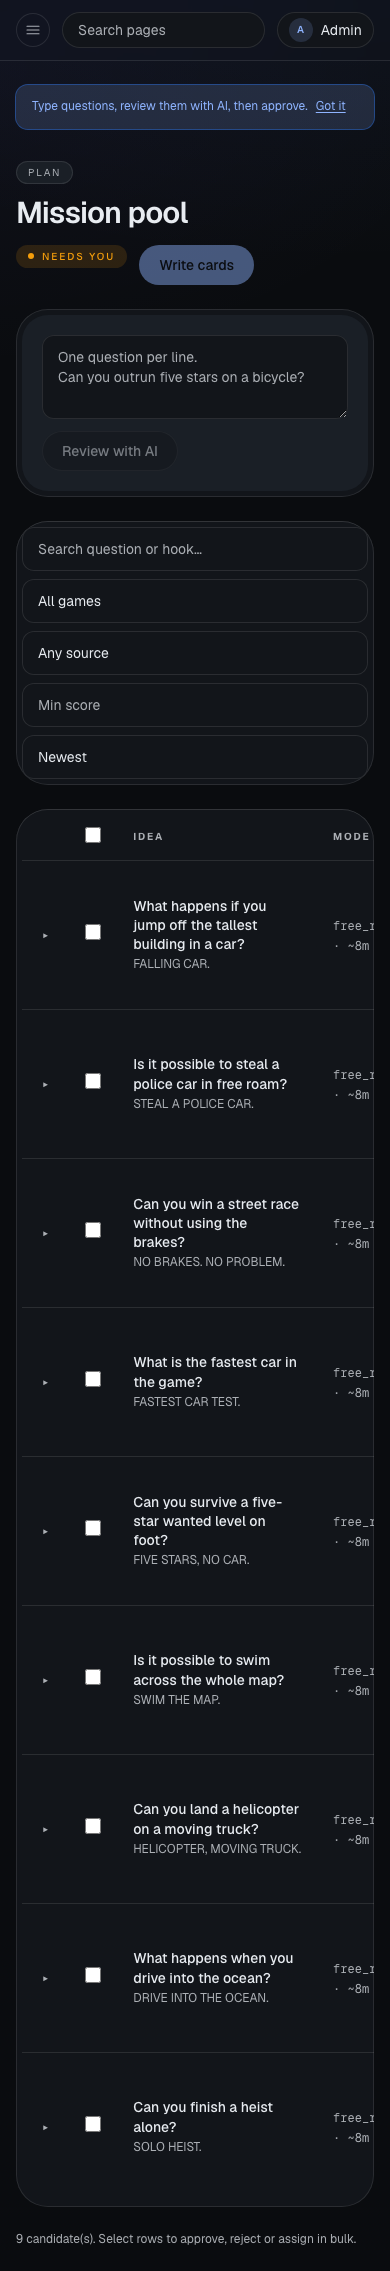 Search pages
A Admin
Type questions, review them with AI, then approve. Got it
PLAN
Mission pool
NEEDS YOU
Write cards
One question per line.
Can you outrun five stars on a bicycle?
Review with AI
Search question or hook...
All games
Any source
Min score
Newest
IDEA MODE
What happens if you
jump off the tallest
building in a car?
FALLING CAR.
· ~8m
Is it possible to steal a
police car in free roam?
STEAL A POLICE CAR.
· ~8m
Can you win a street race
without using the
brakes?
NO BRAKES. NO PROBLEM.
· ~8m
What is the fastest car in
the game?
FASTEST CAR TEST.
· ~8m
Can you survive a five-
star wanted level on
foot?
FIVE STARS, NO CAR.
· ~8m
Is it possible to swim
across the whole map?
SWIM THE MAP.
· ~8m
Can you land a helicopter
on a moving truck?
HELICOPTER, MOVING TRUCK.
· ~8m
What happens when you
drive into the ocean?
DRIVE INTO THE OCEAN.
· ~8m
Can you finish a heist
alone?
SOLO HEIST.
· ~8m
9 candidate(s). Select rows to approve, reject or assign in bulk.